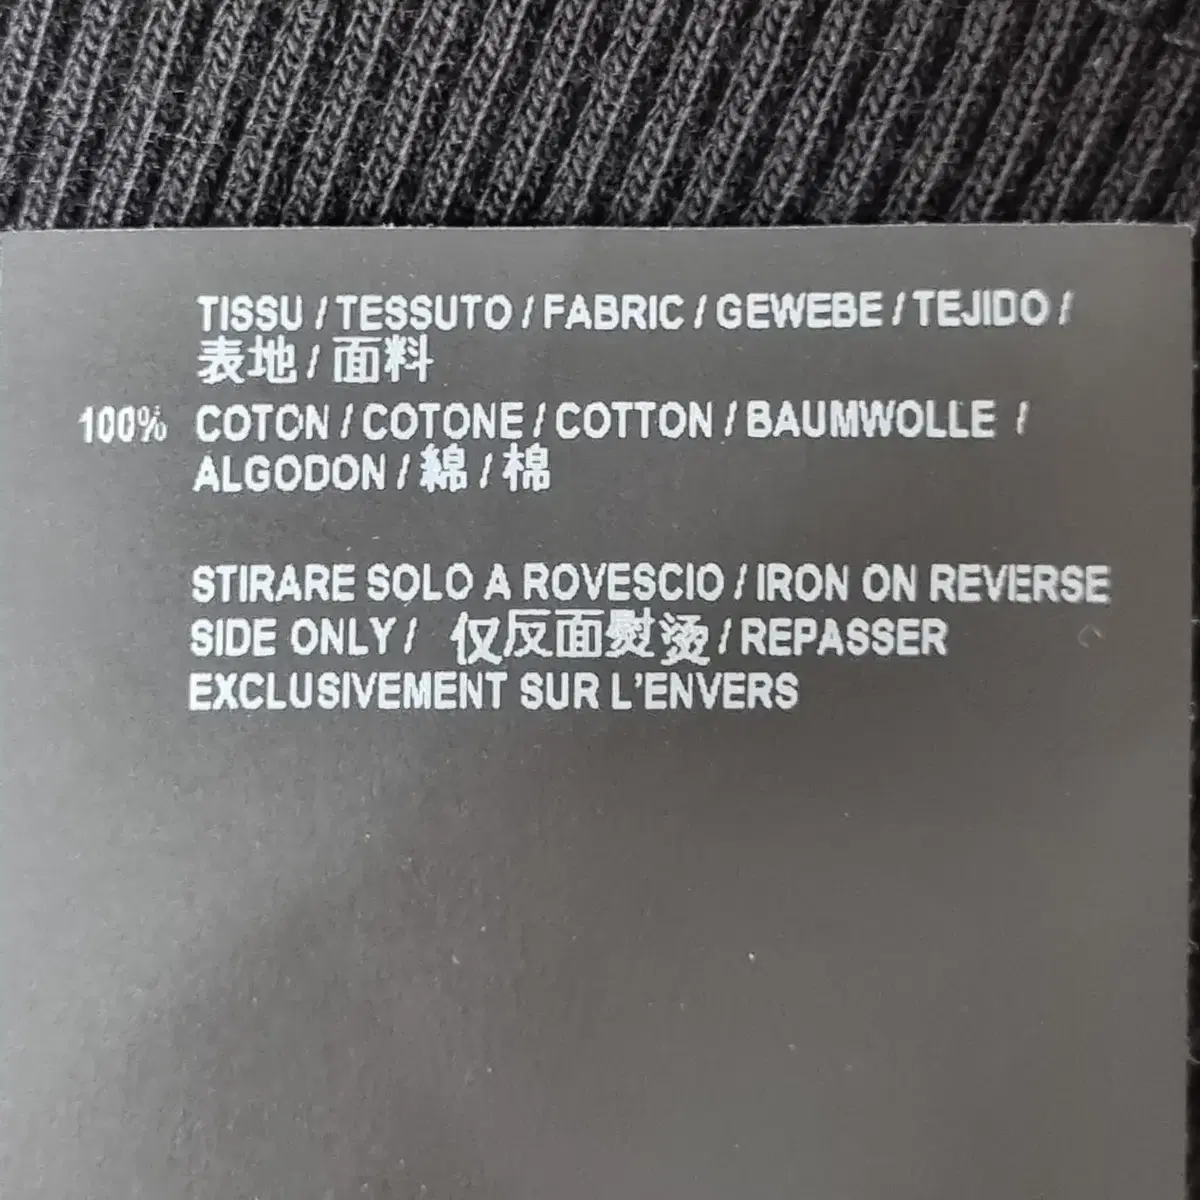 TISSU / TESSUTO / FABRIC / GEWEBE / TEJIDO /
表地 / 面料
100% COTON / COTONE / COTTON / BAUMWOLLE /
ALGODON / 綿 / 棉
STIRARE SOLO A ROVESCIO / IRON ON REVERSE
SIDE ONLY / 仅反面熨烫 / REPASSER
EXCLUSIVEMENT SUR L'ENVERS